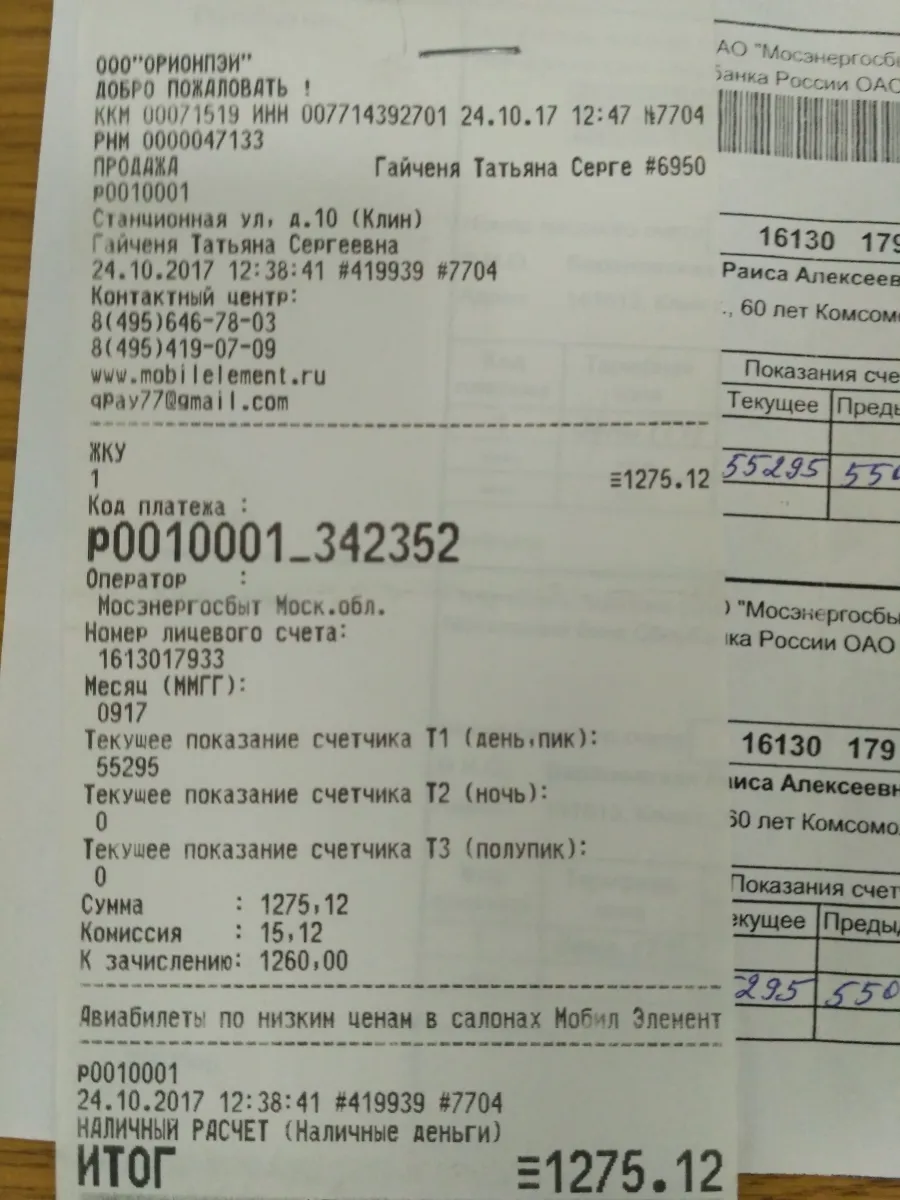 ООО"ОРИОНПЭЙ"
ДОБРО ПОЖАЛОВАТЬ !
ККМ 00071519 ИНН 007714392701 24.10.17 12:47 №7704
РНМ 0000047133
ПРОДАЖА Гайченя Татьяна Серге #6950
р0010001
Станционная ул, д.10 (Клин)
Гайченя Татьяна Сергеевна
24.10.2017 12:38:41 #419939 #7704
Контактный центр:
8(495)646-78-03
8(495)419-07-09
www.mobilelement.ru
qPay77@gmail.com
ЖКУ
1 ≡1275.12
Код платежа :
р0010001_342352
Оператор :
Мосэнергосбыт Моск.обл.
Номер лицевого счета:
1613017933
Месяц (ММГГ):
0917
Текущее показание счетчика Т1 (день,пик):
55295
Текущее показание счетчика Т2 (ночь):
0
Текущее показание счетчика Т3 (полупик):
0
Сумма : 1275,12
Комиссия : 15,12
К зачислению: 1260,00
Авиабилеты по низким ценам в салонах Мобил Элемент
р0010001
24.10.2017 12:38:41 #419939 #7704
НАЛИЧНЫЙ РАСЧЕТ (Наличные деньги)
ИТОГ ≡1275.12
АО "Мосэнергосбы
банка России ОАО
16130 179
Раиса Алексеев
., 60 лет Комсом
Показания сче
Текущее Преды
55295 550
О "Мосэнергосбы
нка России ОАО
16130 179
аиса Алексеевн
60 лет Комсомо
Показания счет
екущее Преды
295 550